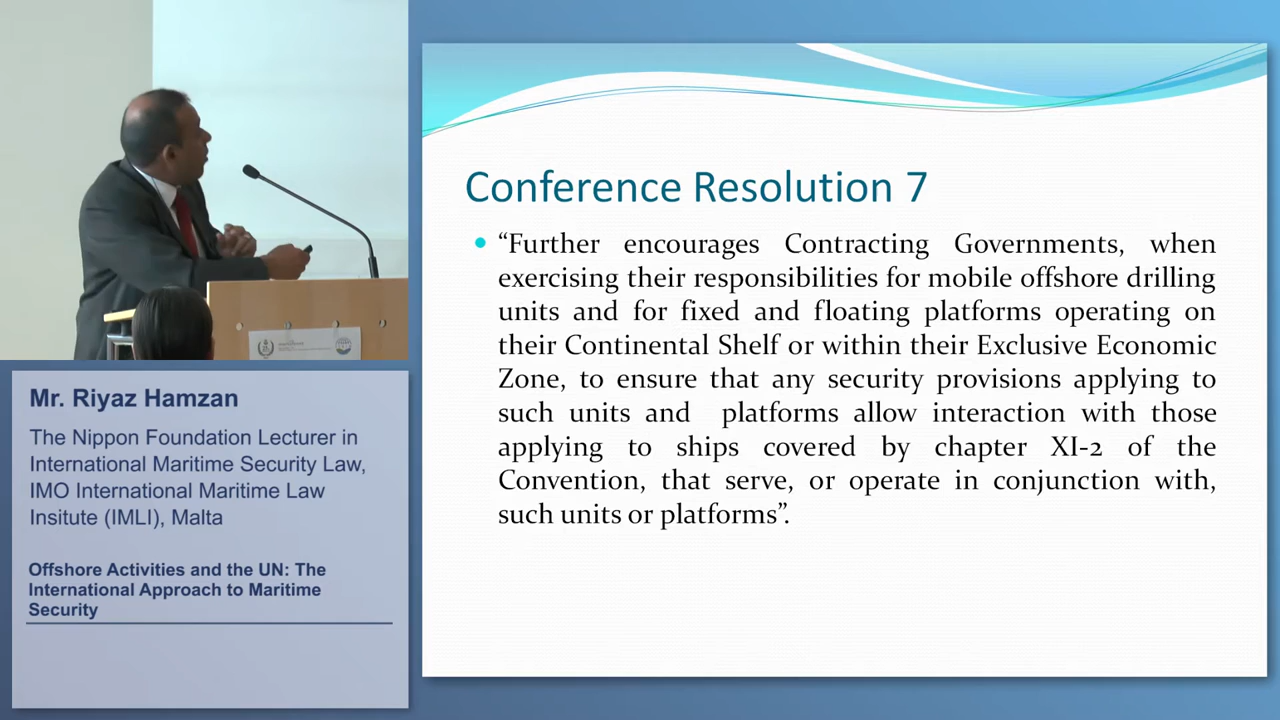 Mr. Riyaz Hamzan
The Nippon Foundation Lecturer in
International Maritime Security Law,
IMO International Maritime Law
Insitute (IMLI), Malta
Offshore Activities and the UN: The
International Approach to Maritime
Security
Conference Resolution 7
• “Further encourages Contracting Governments, when
exercising their responsibilities for mobile offshore drilling
units and for fixed and floating platforms operating on
their Continental Shelf or within their Exclusive Economic
Zone, to ensure that any security provisions applying to
such units and platforms allow interaction with those
applying to ships covered by chapter XI-2 of the
Convention, that serve, or operate in conjunction with,
such units or platforms”.